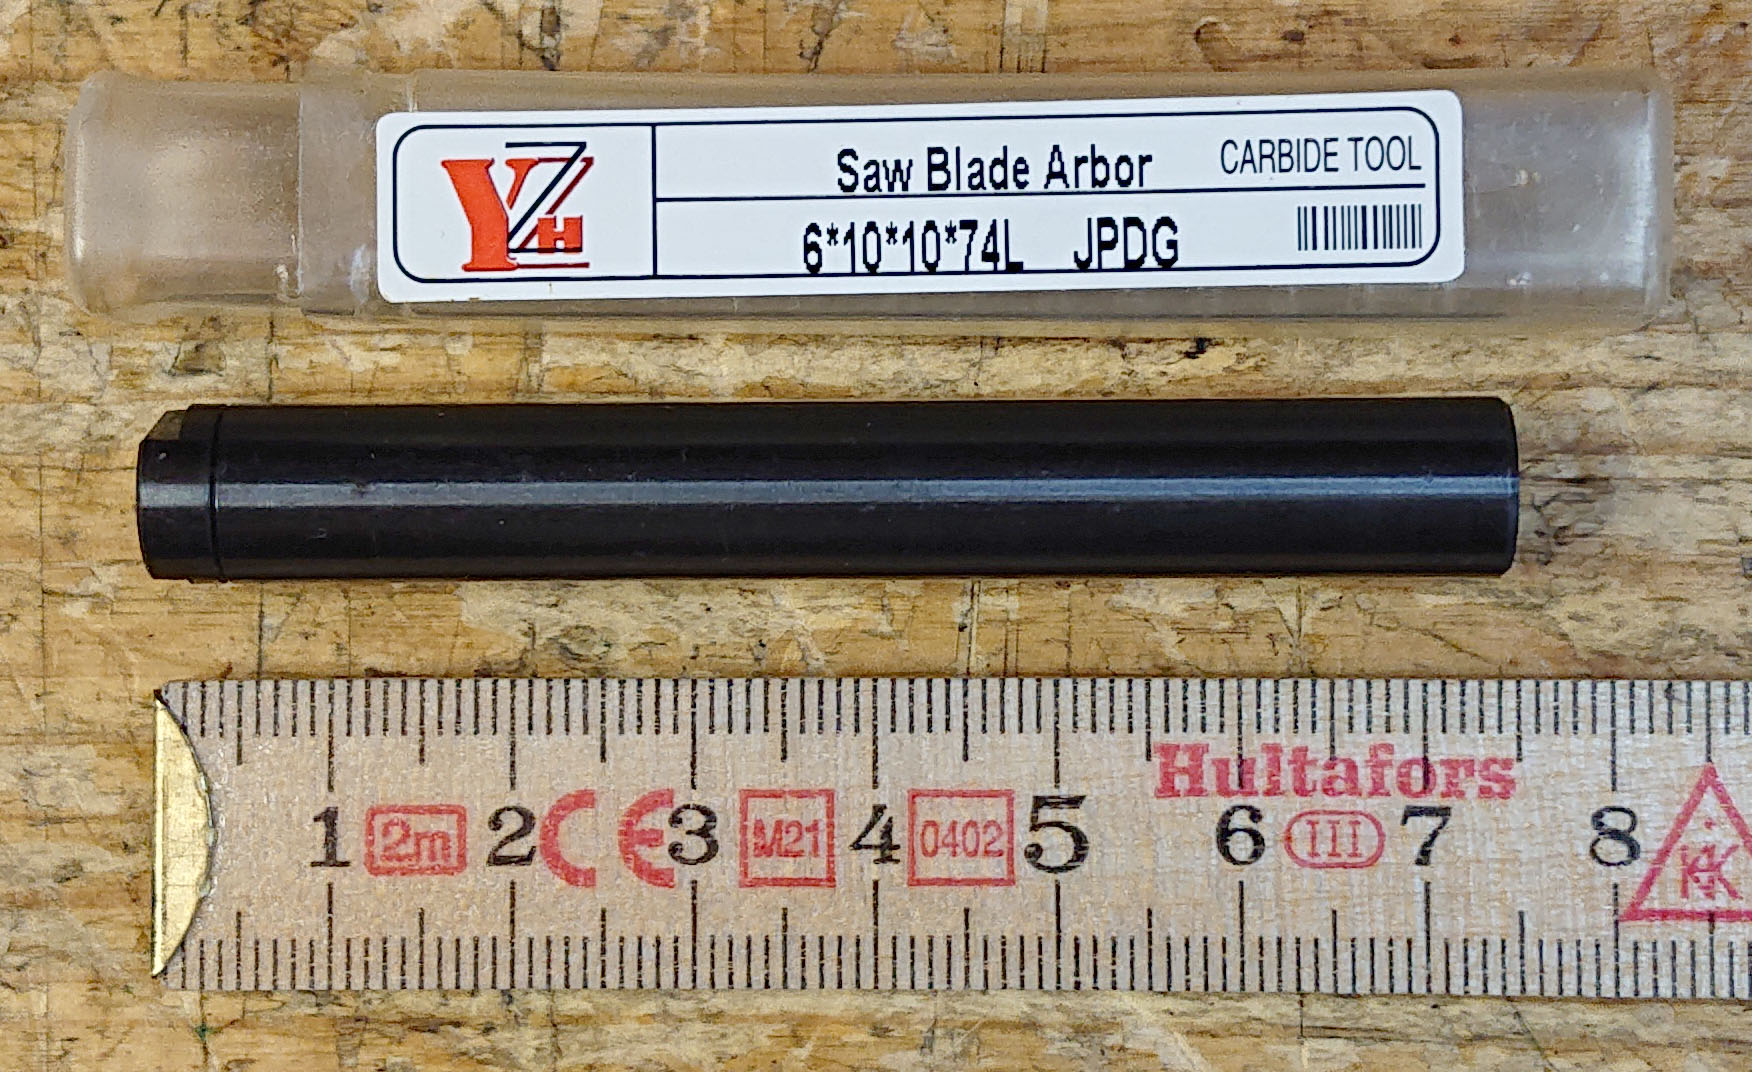 YZH
Saw Blade Arbor CARBIDE TOOL
6*10*10*74L JPDG
Hultafors
1 2m 2 CE 3 M21 4 0402 5 6 III 7 8 KHK